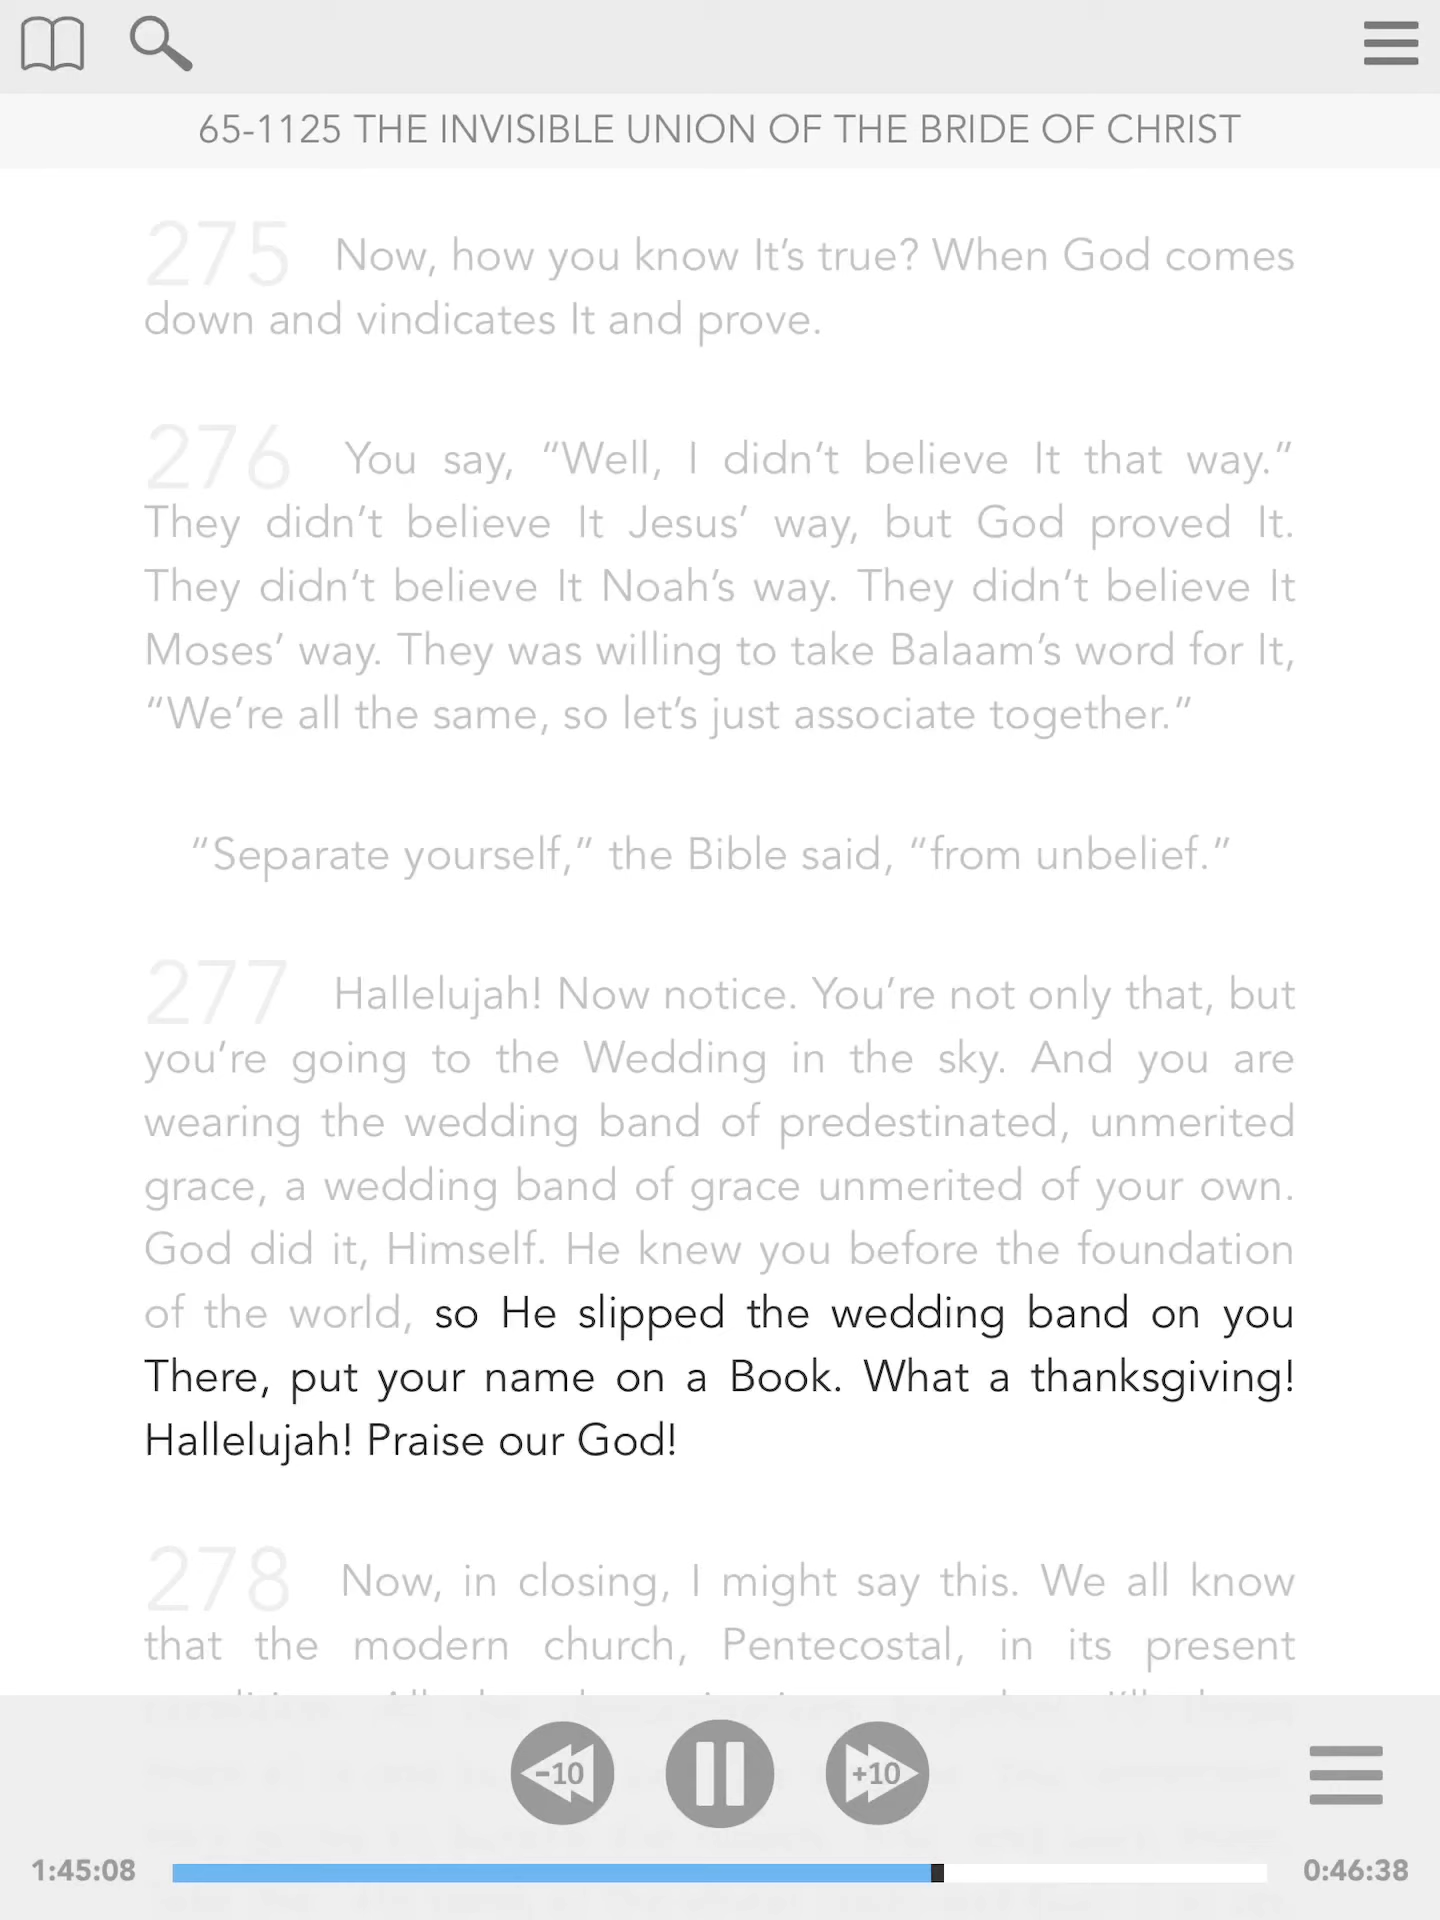 65-1125 THE INVISIBLE UNION OF THE BRIDE OF CHRIST
275 Now, how you know It’s true? When God comes
down and vindicates It and prove.
276 You say, “Well, I didn’t believe It that way.”
They didn’t believe It Jesus’ way, but God proved It.
They didn’t believe It Noah’s way. They didn’t believe It
Moses’ way. They was willing to take Balaam’s word for It,
“We’re all the same, so let’s just associate together.”
“Separate yourself,” the Bible said, “from unbelief.”
277 Hallelujah! Now notice. You’re not only that, but
you’re going to the Wedding in the sky. And you are
wearing the wedding band of predestinated, unmerited
grace, a wedding band of grace unmerited of your own.
God did it, Himself. He knew you before the foundation
of the world, so He slipped the wedding band on you
There, put your name on a Book. What a thanksgiving!
Hallelujah! Praise our God!
278 Now, in closing, I might say this. We all know
that the modern church, Pentecostal, in its present
-10 +10
1:45:08 0:46:38